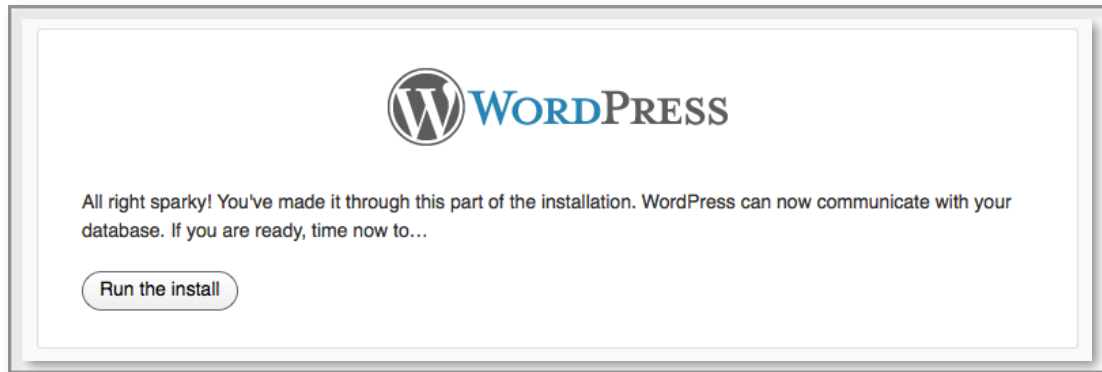 WORDPRESS
All right sparky! You've made it through this part of the installation. WordPress can now communicate with your
database. If you are ready, time now to…
Run the install